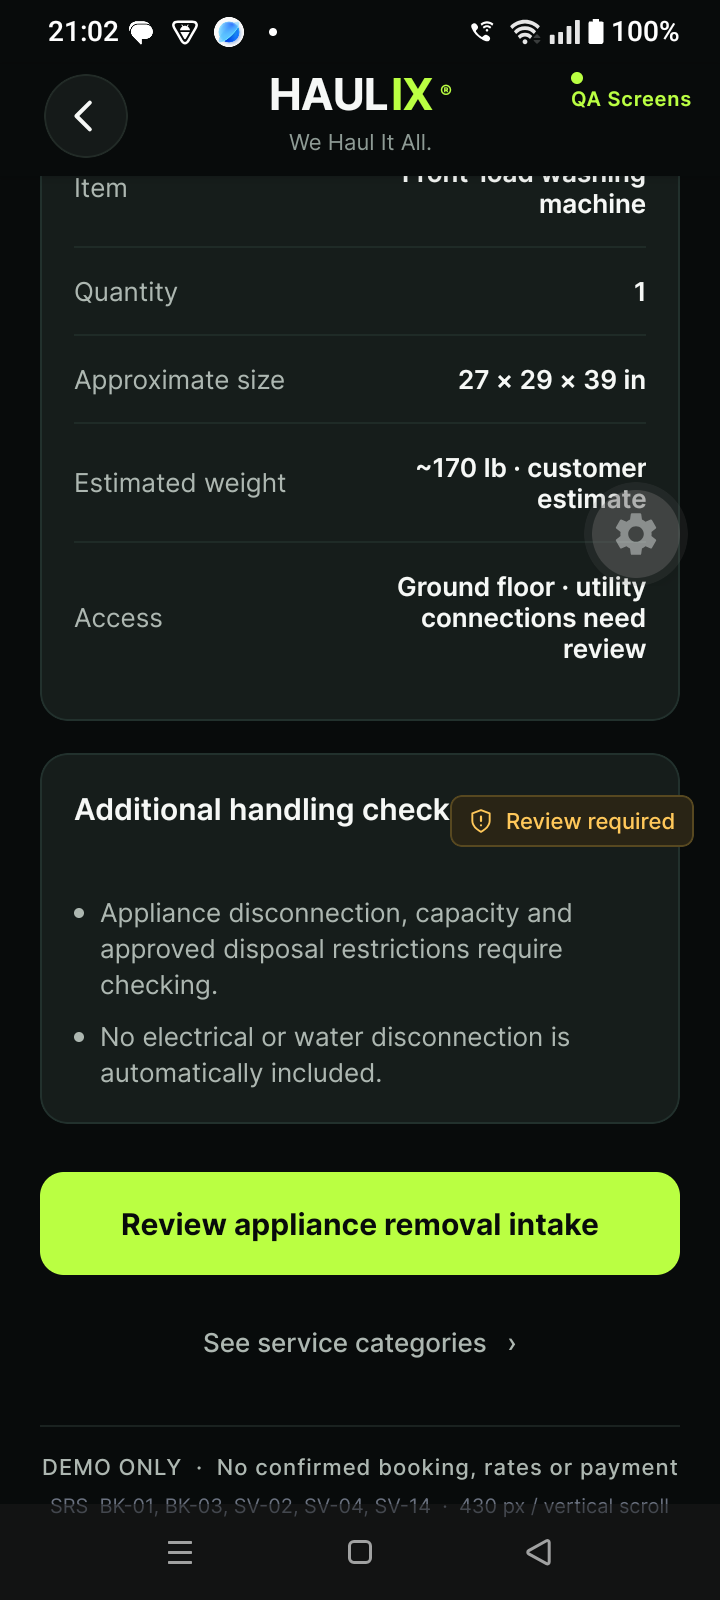 21:02
100%
HAULIX ®
QA Screens
We Haul It All.
Item
Front-load washing
machine
Quantity
1
Approximate size
27 × 29 × 39 in
Estimated weight
~170 lb · customer
estimate
Access
Ground floor · utility
connections need
review
Additional handling check
Review required
• Appliance disconnection, capacity and
approved disposal restrictions require
checking.
• No electrical or water disconnection is
automatically included.
Review appliance removal intake
See service categories ›
DEMO ONLY · No confirmed booking, rates or payment
SRS BK-01, BK-03, SV-02, SV-04, SV-14 · 430 px / vertical scroll